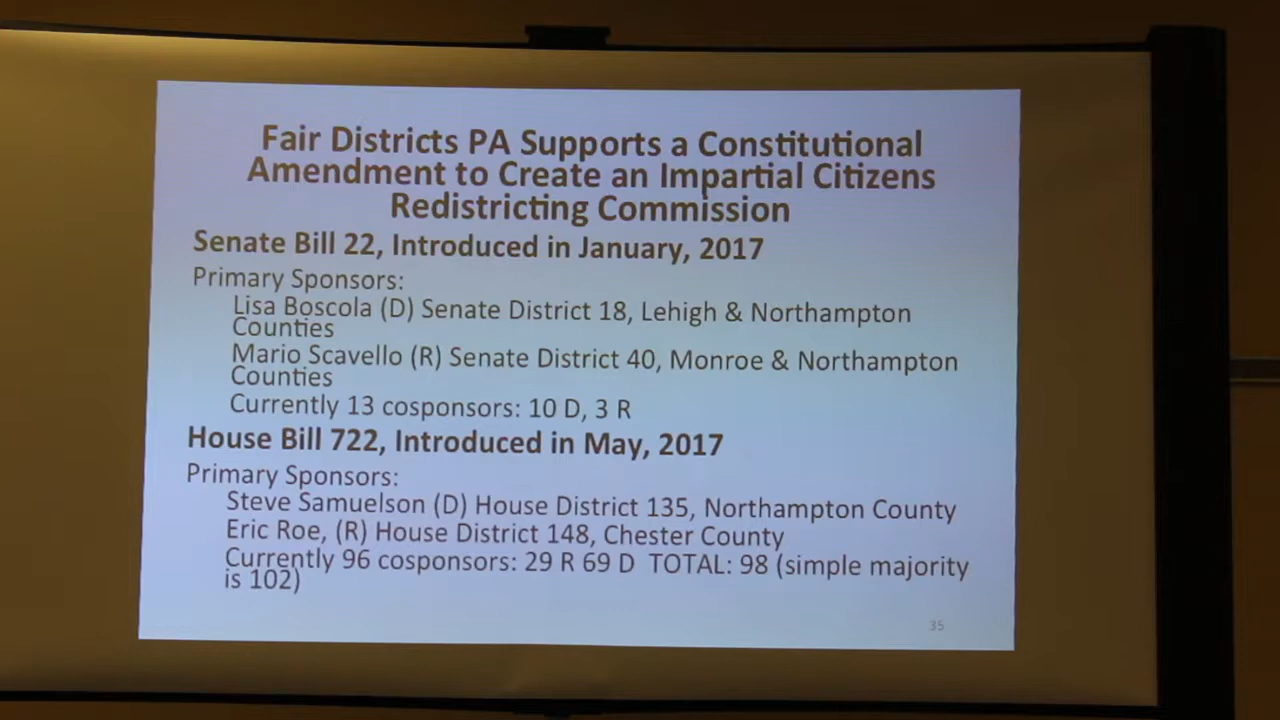 Fair Districts PA Supports a Constitutional
Amendment to Create an Impartial Citizens
Redistricting Commission
Senate Bill 22, Introduced in January, 2017
Primary Sponsors:
Lisa Boscola (D) Senate District 18, Lehigh & Northampton
Counties
Mario Scavello (R) Senate District 40, Monroe & Northampton
Counties
Currently 13 cosponsors: 10 D, 3 R
House Bill 722, Introduced in May, 2017
Primary Sponsors:
Steve Samuelson (D) House District 135, Northampton County
Eric Roe, (R) House District 148, Chester County
Currently 96 cosponsors: 29 R 69 D TOTAL: 98 (simple majority
is 102)
35